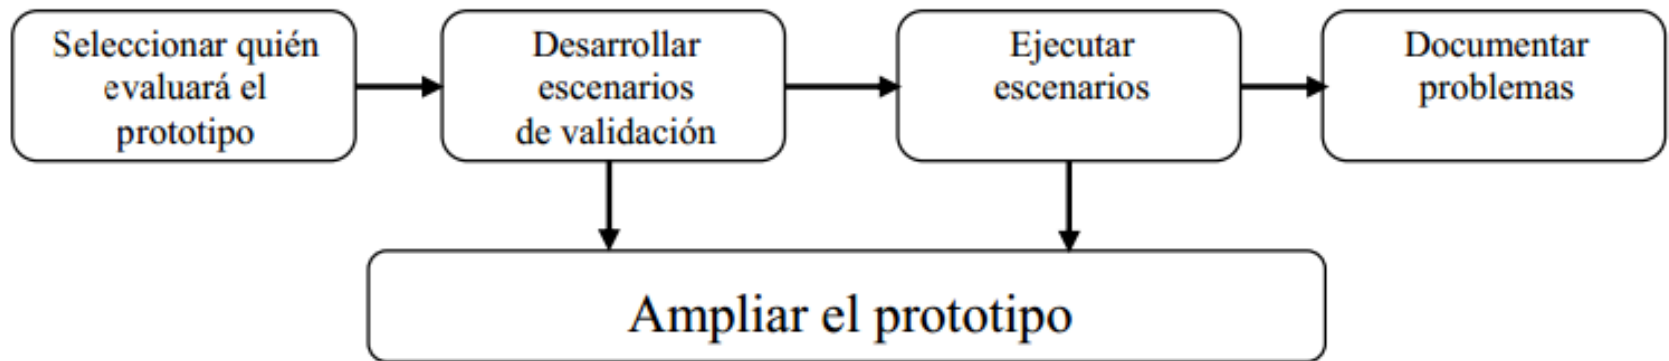 Seleccionar quién
evaluará el
prototipo
Desarrollar
escenarios
de validación
Ejecutar
escenarios
Documentar
problemas
Ampliar el prototipo